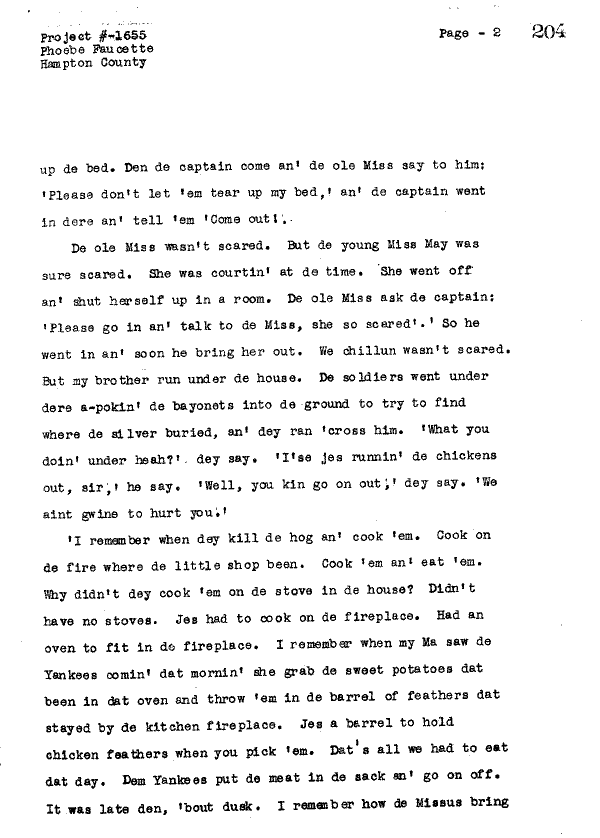 Project #-1655
Phoebe Faucette
Hampton County
Page - 2 204
up de bed. Den de captain come an' de ole Miss say to him:
'Please don't let 'em tear up my bed,' an' de captain went
in dere an' tell 'em 'Come out!'.
De ole Miss wasn't scared. But de young Miss May was
sure scared. She was courtin' at de time. She went off
an' shut herself up in a room. De ole Miss ask de captain:
'Please go in an' talk to de Miss, she so scared'.' So he
went in an' soon he bring her out. We chillun wasn't scared.
But my brother run under de house. De soldiers went under
dere a-pokin' de bayonets into de ground to try to find
where de silver buried, an' dey ran 'cross him. 'What you
doin' under heah?' dey say. 'I'se jes runnin' de chickens
out, sir,' he say. 'Well, you kin go on out,' dey say. 'We
aint gwine to hurt you.'
'I remember when dey kill de hog an' cook 'em. Cook on
de fire where de little shop been. Cook 'em an' eat 'em.
Why didn't dey cook 'em on de stove in de house? Didn't
have no stoves. Jes had to cook on de fireplace. Had an
oven to fit in de fireplace. I remember when my Ma saw de
Yankees comin' dat mornin' she grab de sweet potatoes dat
been in dat oven and throw 'em in de barrel of feathers dat
stayed by de kitchen fireplace. Jes a barrel to hold
chicken feathers when you pick 'em. Dat's all we had to eat
dat day. Dem Yankees put de meat in de sack an' go on off.
It was late den, 'bout dusk. I remember how de Missus bring